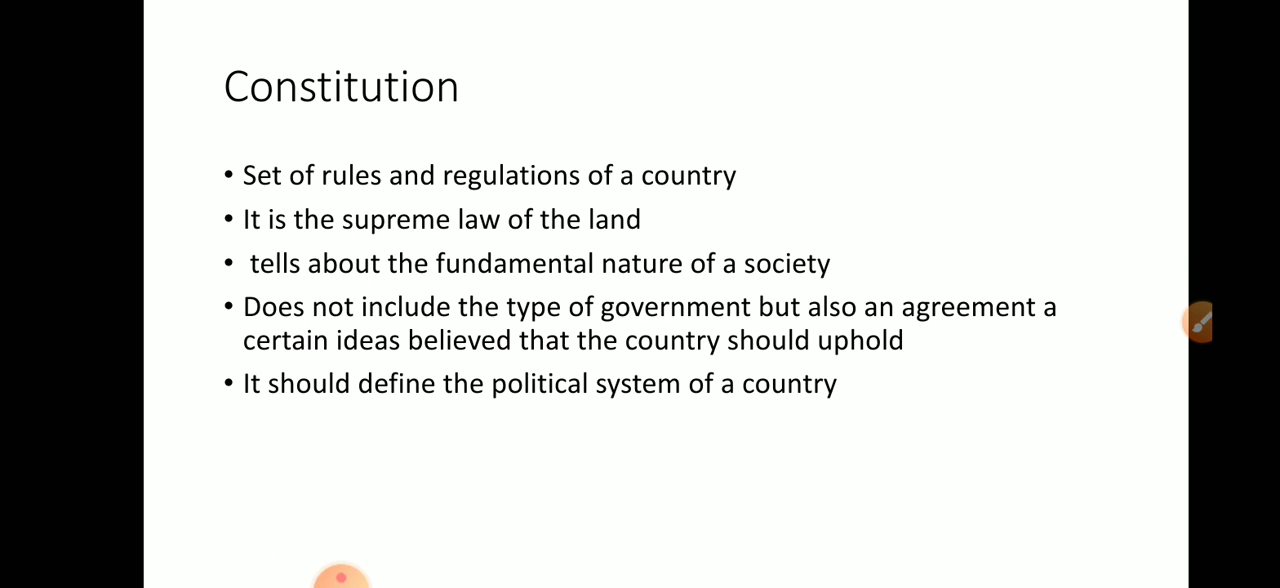 Constitution
• Set of rules and regulations of a country
• It is the supreme law of the land
• tells about the fundamental nature of a society
• Does not include the type of government but also an agreement a
certain ideas believed that the country should uphold
• It should define the political system of a country